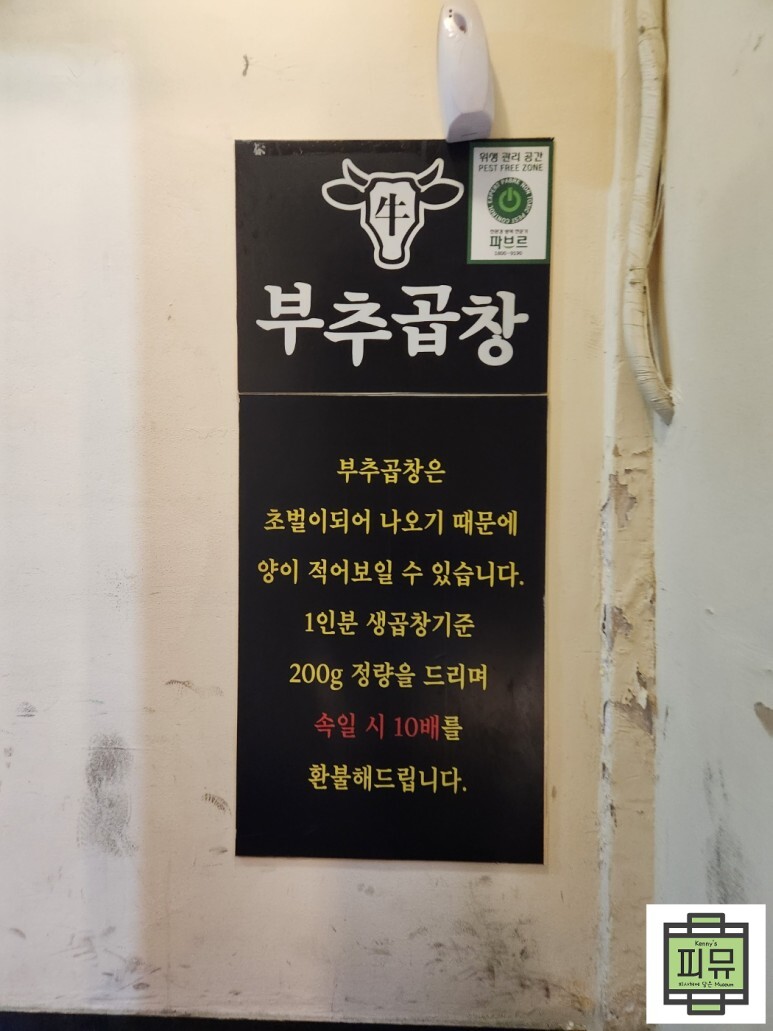 위생 관리 공간
PEST FREE ZONE
파브르
牛
부추곱창
부추곱창은
초벌이되어 나오기 때문에
양이 적어보일 수 있습니다.
1인분 생곱창기준
200g 정량을 드리며
속일 시 10배를
환불해드립니다.
Kenny's
피뮤